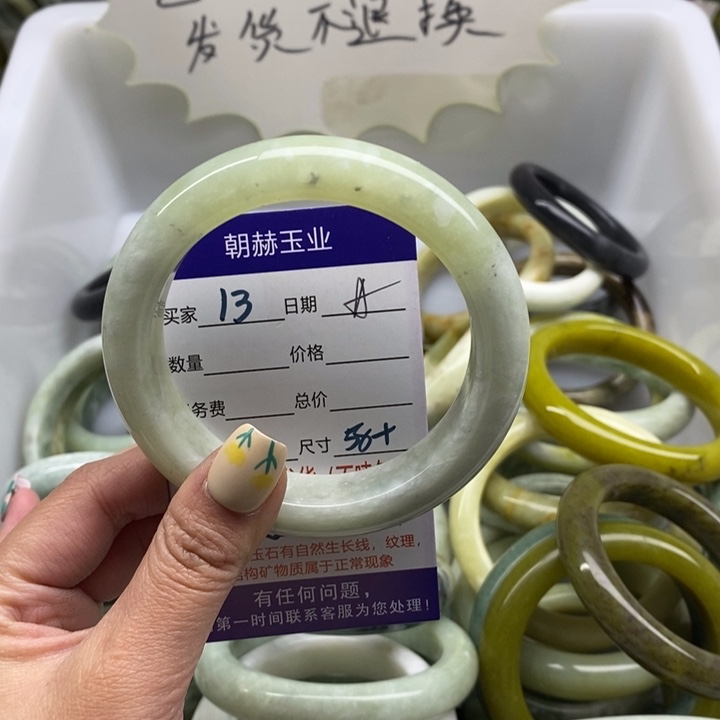 发货不退换
朝赫玉业
买家 13 日期
数量 价格
务费 总价
尺寸 56+
玉石有自然生长线，纹理，
结构矿物质属于正常现象
有任何问题，
第一时间联系客服为您处理！